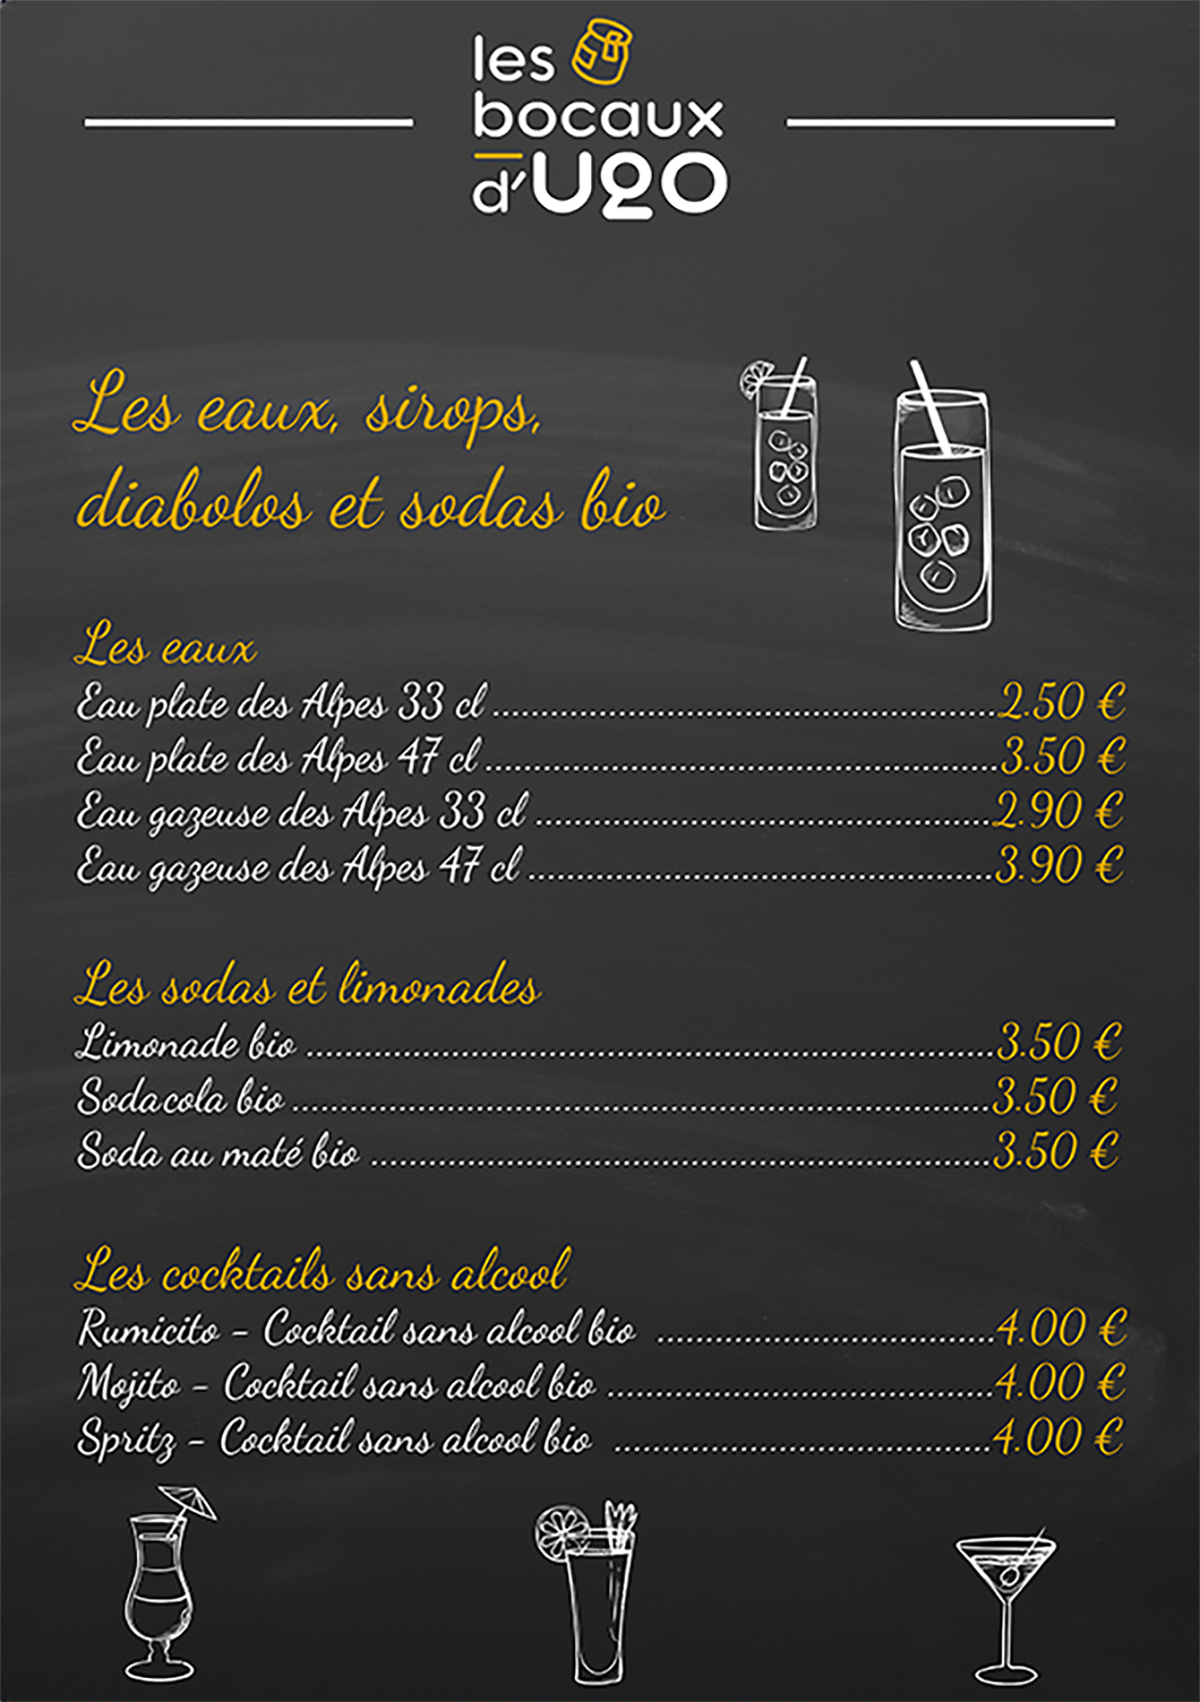 les
bocaux
d'Ugo
Les eaux, sirops,
diabolos et sodas bio
Les eaux
Eau plate des Alpes 33 cl ............................................2.50 €
Eau plate des Alpes 47 cl ............................................3.50 €
Eau gazeuse des Alpes 33 cl ........................................2.90 €
Eau gazeuse des Alpes 47 cl ........................................3.90 €
Les sodas et limonades
Limonade bio ............................................................3.50 €
Sodacola bio .............................................................3.50 €
Soda au maté bio ......................................................3.50 €
Les cocktails sans alcool
Rumicito - Cocktail sans alcool bio ..............................4.00 €
Mojito - Cocktail sans alcool bio ..................................4.00 €
Spritz - Cocktail sans alcool bio .................................4.00 €